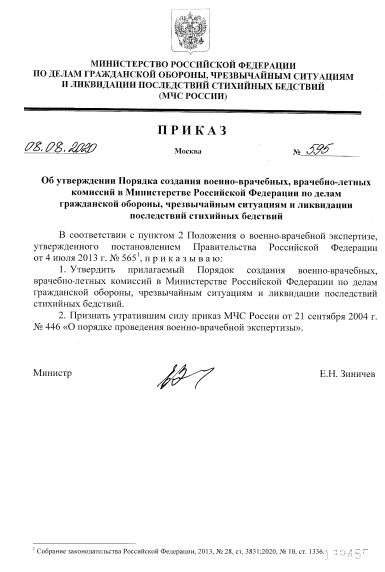 МИНИСТЕРСТВО РОССИЙСКОЙ ФЕДЕРАЦИИ
ПО ДЕЛАМ ГРАЖДАНСКОЙ ОБОРОНЫ, ЧРЕЗВЫЧАЙНЫМ СИТУАЦИЯМ
И ЛИКВИДАЦИИ ПОСЛЕДСТВИЙ СТИХИЙНЫХ БЕДСТВИЙ
(МЧС РОССИИ)
ПРИКАЗ
08.08.2020 Москва № 595
Об утверждении Порядка создания военно-врачебных, врачебно-летных
комиссий в Министерстве Российской Федерации по делам
гражданской обороны, чрезвычайным ситуациям и ликвидации
последствий стихийных бедствий
В соответствии с пунктом 2 Положения о военно-врачебной экспертизе,
утвержденного постановлением Правительства Российской Федерации
от 4 июля 2013 г. № 565¹, приказываю:
1. Утвердить прилагаемый Порядок создания военно-врачебных,
врачебно-летных комиссий в Министерстве Российской Федерации по делам
гражданской обороны, чрезвычайным ситуациям и ликвидации последствий
стихийных бедствий.
2. Признать утратившим силу приказ МЧС России от 21 сентября 2004 г.
№ 446 «О порядке проведения военно-врачебной экспертизы».
Министр Е.Н. Зиничев
¹ Собрание законодательства Российской Федерации, 2013, № 28, ст. 3831;2020, № 10, ст. 1336.